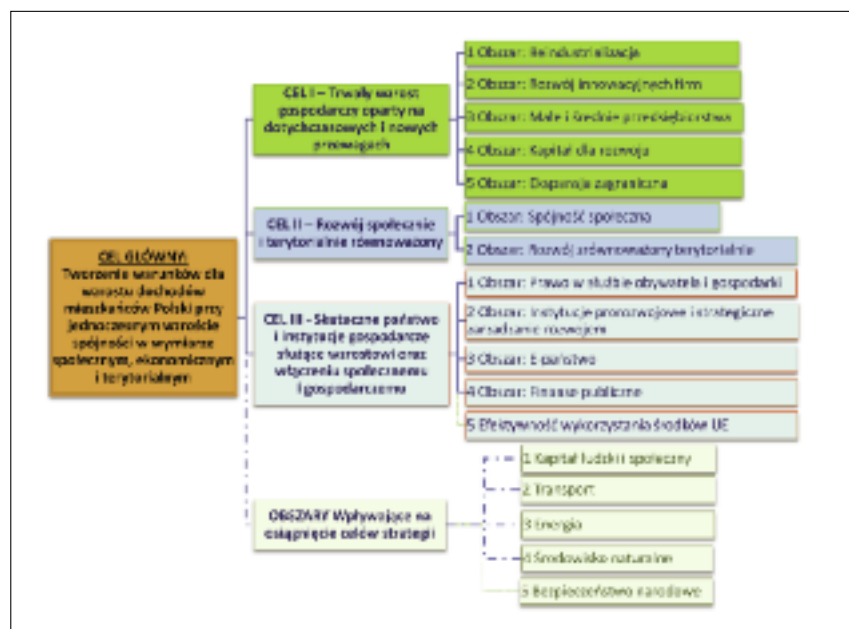 CEL GŁÓWNY:
Tworzenie warunków dla
wzrostu dochodów
mieszkańców Polski przy
jednoczesnym wzroście
spójności w wymiarze
społecznym, ekonomicznym
i terytorialnym
CEL I – Trwały wzrost
gospodarczy oparty na
dotychczasowych i nowych
przewagach
1 Obszar: Reindustrializacja
2 Obszar: Rozwój innowacyjnych firm
3 Obszar: Małe i średnie przedsiębiorstwa
4 Obszar: Kapitał dla rozwoju
5 Obszar: Ekspansja zagraniczna
CEL II – Rozwój społecznie
i terytorialnie równoważony
1 Obszar: Spójność społeczna
2 Obszar: Rozwój zrównoważony terytorialnie
CEL III - Skuteczne państwo
i instytucje gospodarcze
służące wzrostowi oraz
włączeniu społecznemu
i gospodarczemu
1 Obszar: Prawo w służbie obywatela i gospodarki
2 Obszar: Instytucje prorozwojowe i strategiczne
zarządzanie rozwojem
3 Obszar: E-państwo
4 Obszar: Finanse publiczne
5 Efektywność wykorzystania środków UE
OBSZARY Wpływające na
osiągnięcie celów strategii
1 Kapitał ludzki i społeczny
2 Transport
3 Energia
4 Środowisko naturalne
5 Bezpieczeństwo narodowe